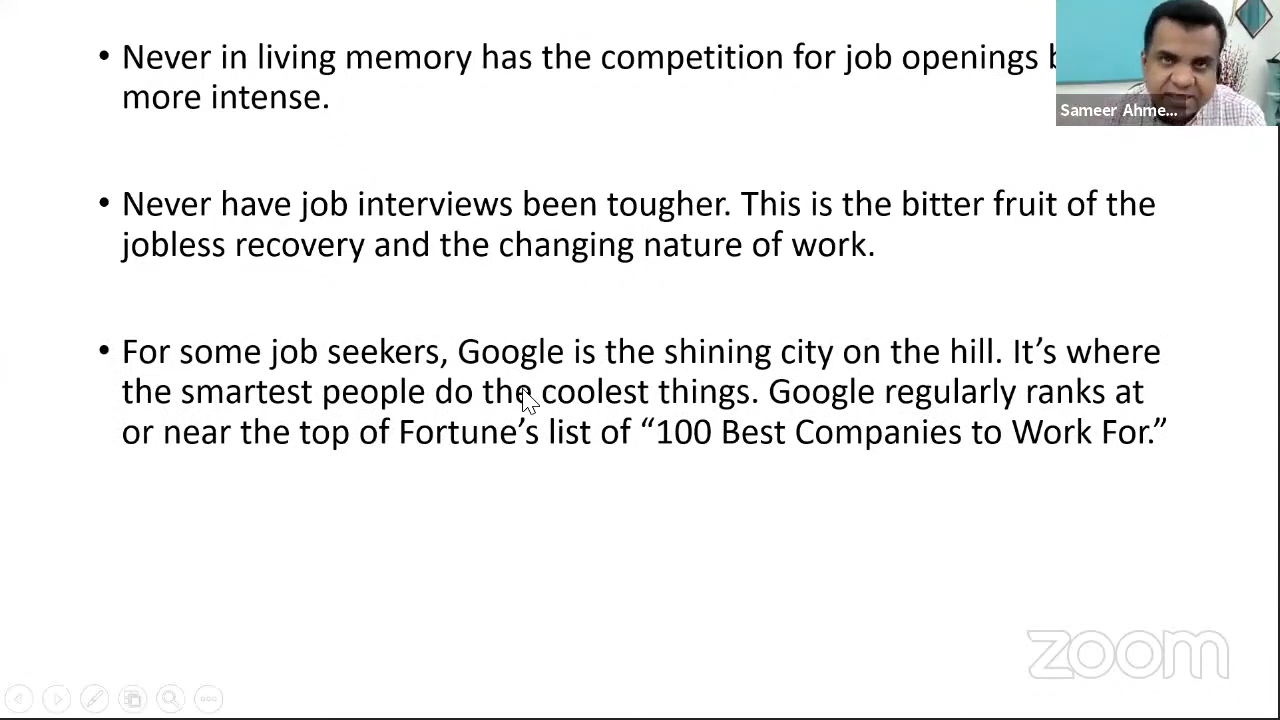 • Never in living memory has the competition for job openings
more intense.
Sameer Ahme...
• Never have job interviews been tougher. This is the bitter fruit of the
jobless recovery and the changing nature of work.
• For some job seekers, Google is the shining city on the hill. It’s where
the smartest people do the coolest things. Google regularly ranks at
or near the top of Fortune’s list of “100 Best Companies to Work For.”
zoom